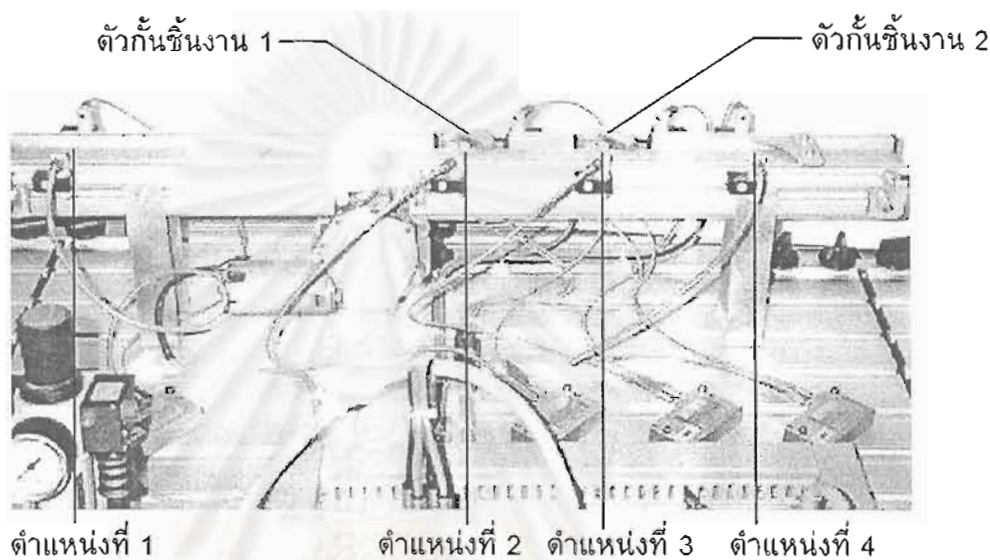 ตัวกั้นชิ้นงาน 1
ตัวกั้นชิ้นงาน 2
ตำแหน่งที่ 1
ตำแหน่งที่ 2
ตำแหน่งที่ 3
ตำแหน่งที่ 4